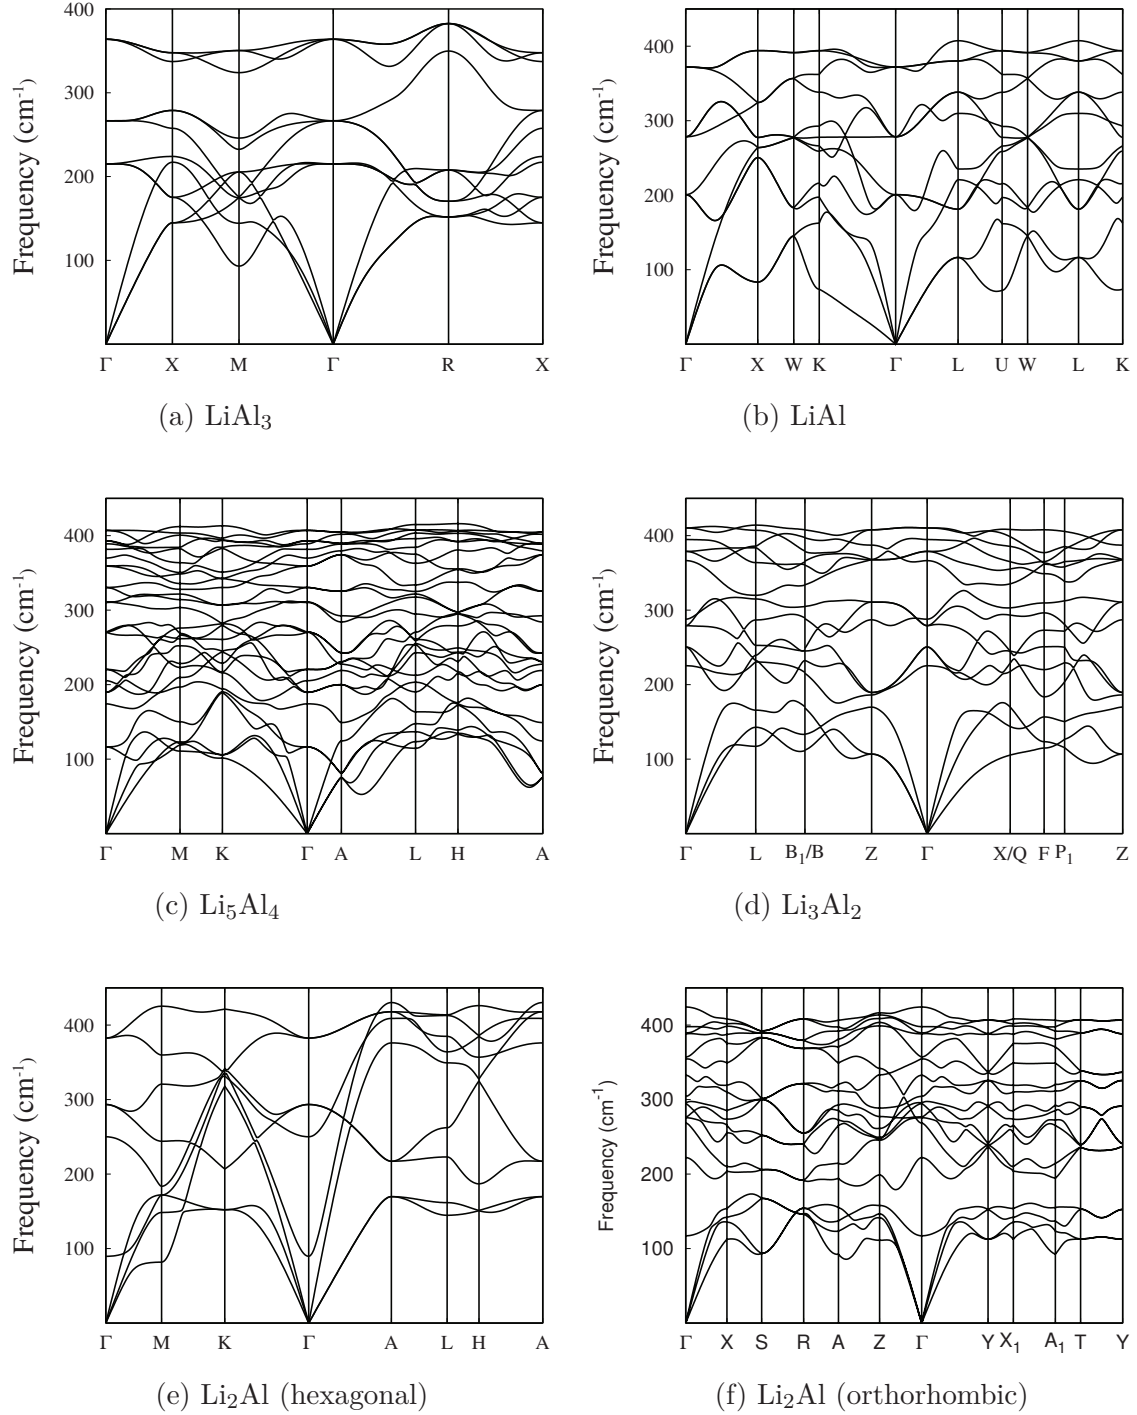 400
300
200
100
Frequency (cm-1)
Γ X M Γ R X
(a) LiAl3
400
300
200
100
Frequency (cm-1)
Γ X W K Γ L U W L K
(b) LiAl
400
300
200
100
Frequency (cm-1)
Γ M K Γ A L H A
(c) Li5Al4
400
300
200
100
Frequency (cm-1)
Γ L B1/B Z Γ X/Q F P1 Z
(d) Li3Al2
400
300
200
100
Frequency (cm-1)
Γ M K Γ A L H A
(e) Li2Al (hexagonal)
400
300
200
100
Frequency (cm-1)
Γ X S R A Z Γ Y X1 A1 T Y
(f) Li2Al (orthorhombic)